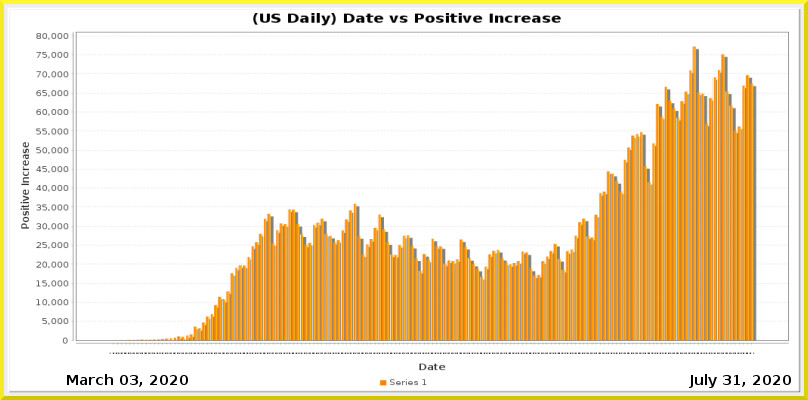 (US Daily) Date vs Positive Increase
80,000
75,000
70,000
65,000
60,000
55,000
50,000
45,000
40,000
35,000
30,000
25,000
20,000
15,000
10,000
5,000
0
Positive Increase
Date
March 03, 2020
July 31, 2020
Series 1